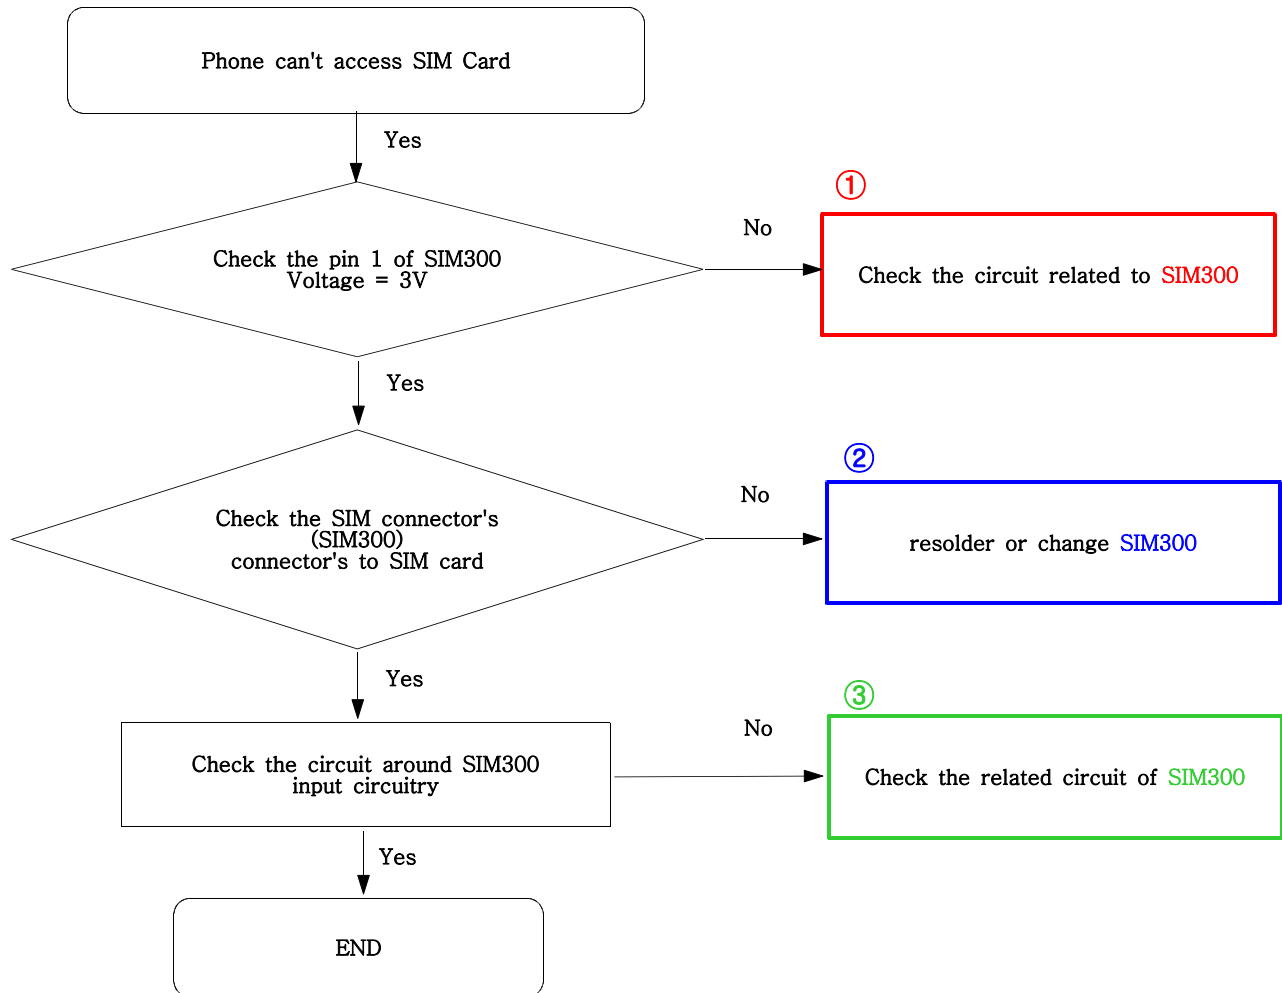 Phone can't access SIM Card
Yes
①
No
Check the pin 1 of SIM300
Voltage = 3V
Check the circuit related to SIM300
Yes
②
No
Check the SIM connector's
(SIM300)
connector's to SIM card
resolder or change SIM300
Yes
③
No
Check the circuit around SIM300
input circuitry
Check the related circuit of SIM300
Yes
END